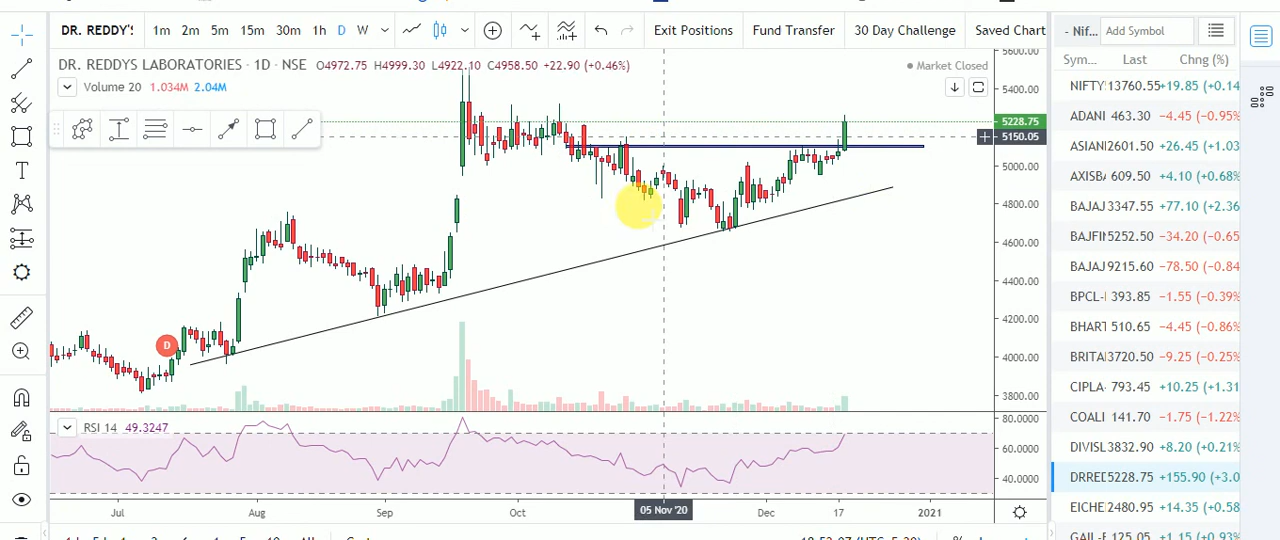 DR. REDDY'S 1m 2m 5m 15m 30m 1h D W Exit Positions Fund Transfer 30 Day Challenge Saved Chart
- Nif... Add Symbol
DR. REDDYS LABORATORIES · 1D · NSE O4972.75 H4999.30 L4922.10 C4958.50 +22.90 (+0.46%)
Market Closed
Volume 20 1.034M 2.04M
Sym... Last Chng (%)
NIFTY 13760.55 +19.85 (+0.14
ADANI 463.30 −4.45 (−0.95%
ASIAN 2601.50 +26.45 (+1.03
AXISB 609.50 +4.10 (+0.68%
BAJAJ 3347.55 +77.10 (+2.36
BAJFI 5252.50 −34.20 (−0.65
BAJAJ 9215.60 −78.50 (−0.84
BPCL- 393.85 −1.55 (−0.39%
BHART 510.65 −4.45 (−0.86%
BRITA 3720.50 −9.25 (−0.25%
CIPLA 793.45 +10.25 (+1.31
COALI 141.70 −1.75 (−1.22%
DIVISL 3832.90 +8.20 (+0.21%
DRREE 5228.75 +155.90 (+3.0
EICHE 2480.95 +14.35 (+0.58
GAIL-E 125.05 +1.15 (+0.93%
5600.00
5400.00
5228.75
5150.05
5000.00
4800.00
4600.00
4400.00
4200.00
4000.00
3800.00
D
RSI 14 49.3247
80.0000
60.0000
40.0000
Jul Aug Sep Oct 05 Nov '20 Dec 17 2021